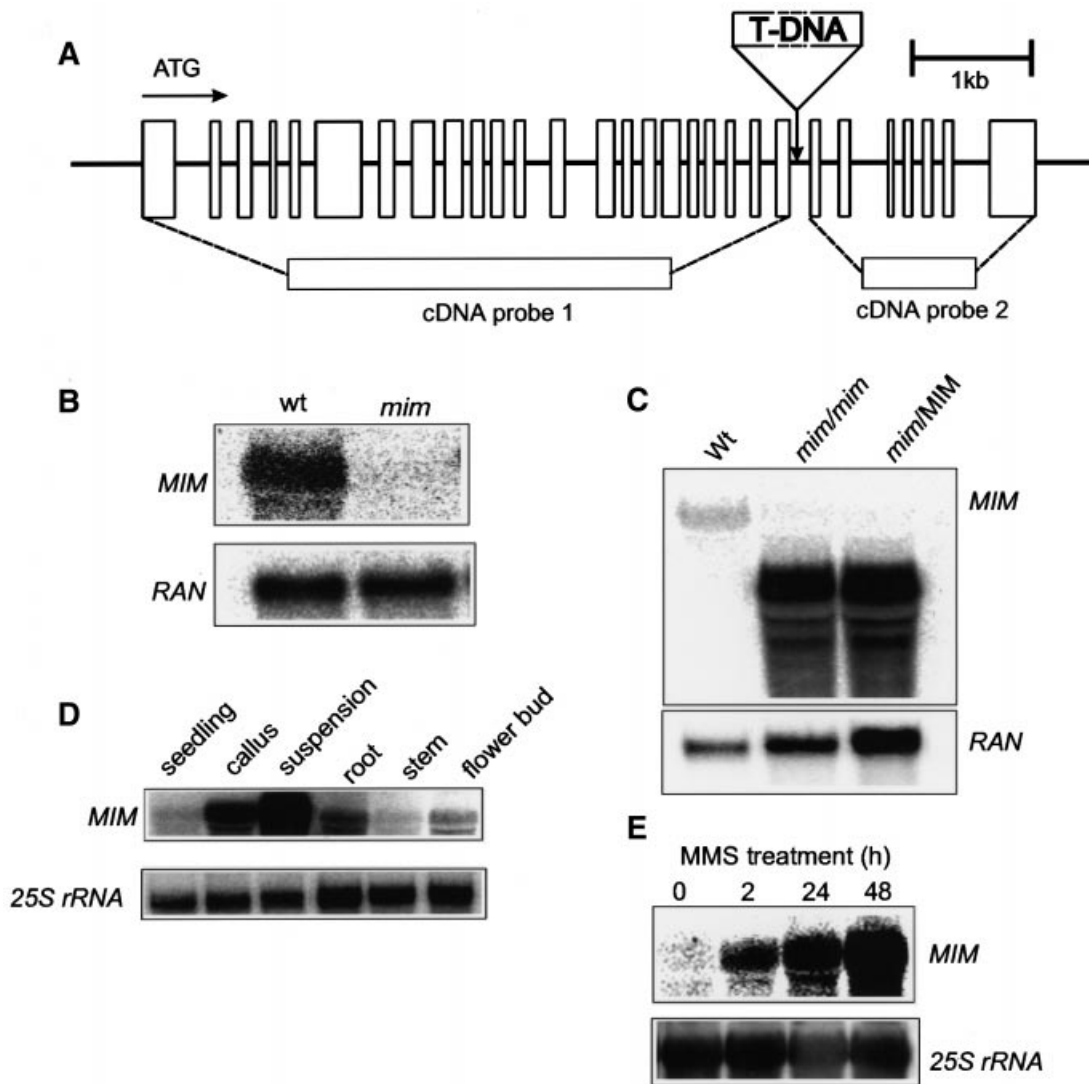 A
ATG
T-DNA
1kb
cDNA probe 1
cDNA probe 2
B
wt mim
MIM
RAN
C
Wt mim/mim mim/MIM
MIM
RAN
D
seedling callus suspension root stem flower bud
MIM
25S rRNA
E
MMS treatment (h)
0 2 24 48
MIM
25S rRNA